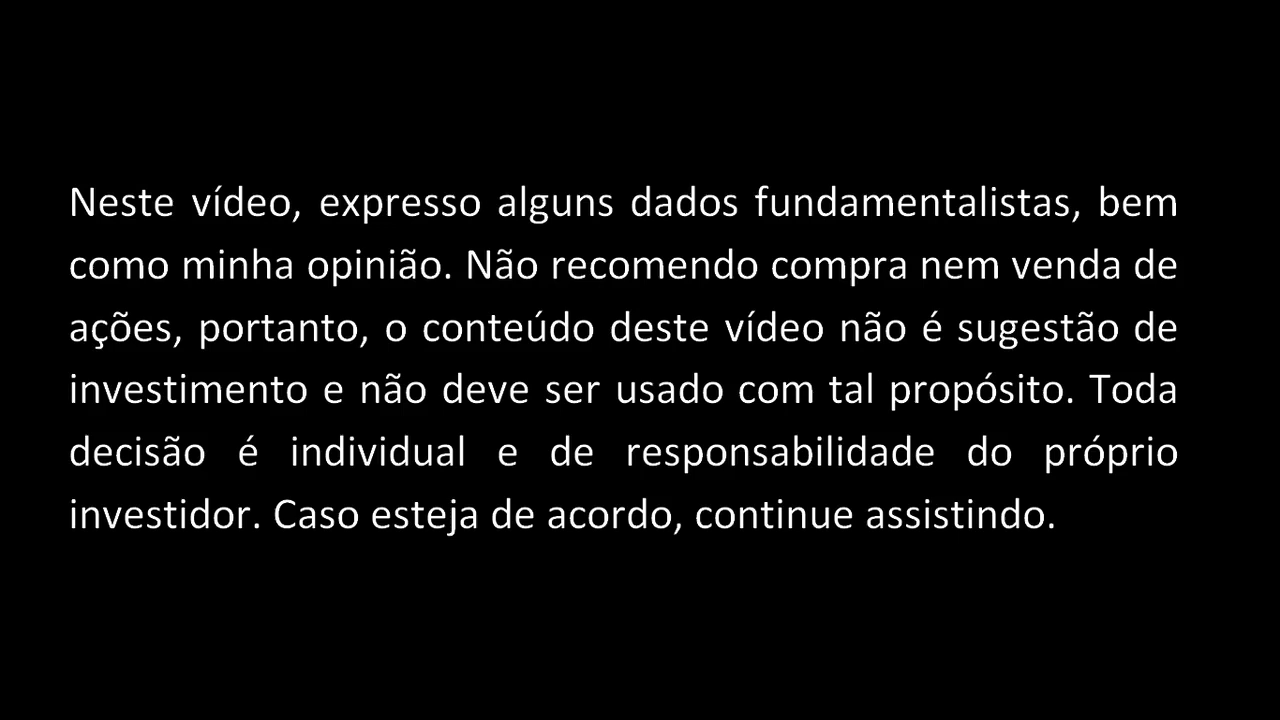 Neste vídeo, expresso alguns dados fundamentalistas, bem
como minha opinião. Não recomendo compra nem venda de
ações, portanto, o conteúdo deste vídeo não é sugestão de
investimento e não deve ser usado com tal propósito. Toda
decisão é individual e de responsabilidade do próprio
investidor. Caso esteja de acordo, continue assistindo.